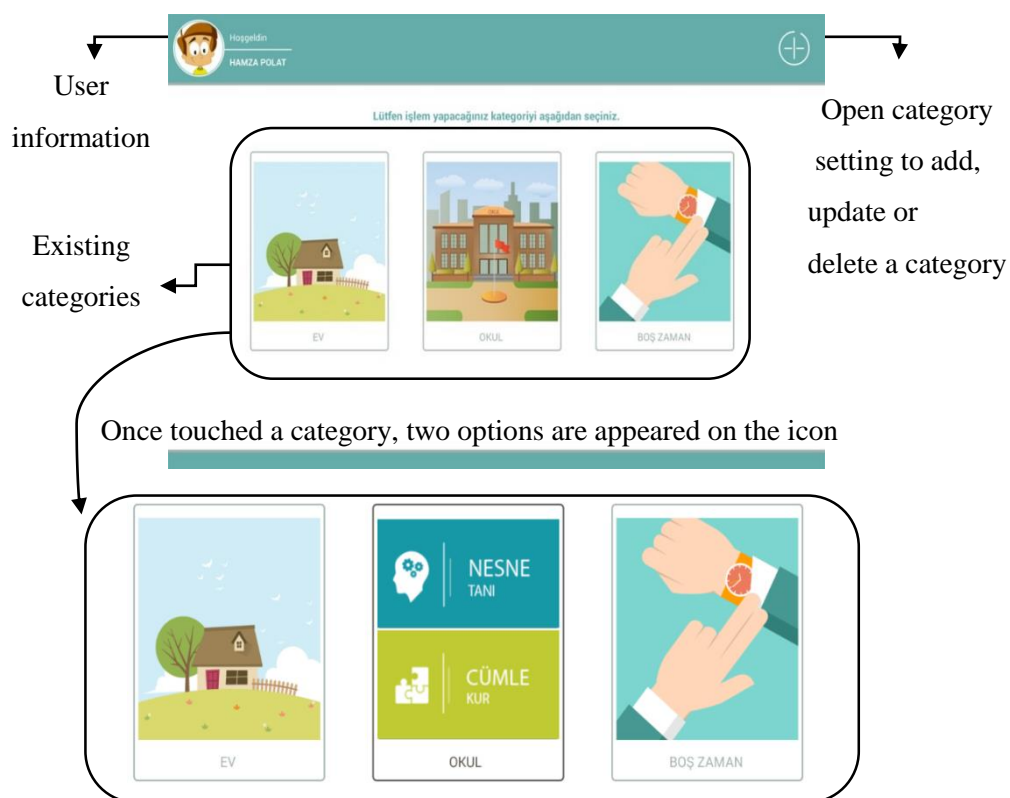 Hoşgeldin
HAMZA POLAT
User
information
Lütfen işlem yapacağınız kategoriyi aşağıdan seçiniz.
Open category
setting to add,
update or
delete a category
Existing
categories
EV
OKUL
BOŞ ZAMAN
Once touched a category, two options are appeared on the icon
NESNE
TANI
CÜMLE
KUR
EV
OKUL
BOŞ ZAMAN